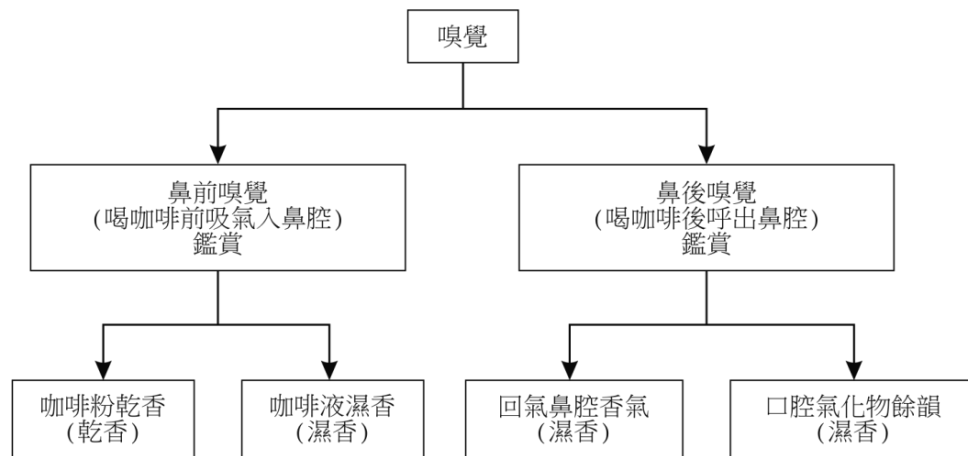 嗅覺
鼻前嗅覺
(喝咖啡前吸氣入鼻腔)
鑑賞
鼻後嗅覺
(喝咖啡後呼出鼻腔)
鑑賞
咖啡粉乾香
(乾香)
咖啡液濕香
(濕香)
回氣鼻腔香氣
(濕香)
口腔氣化物餘韻
(濕香)